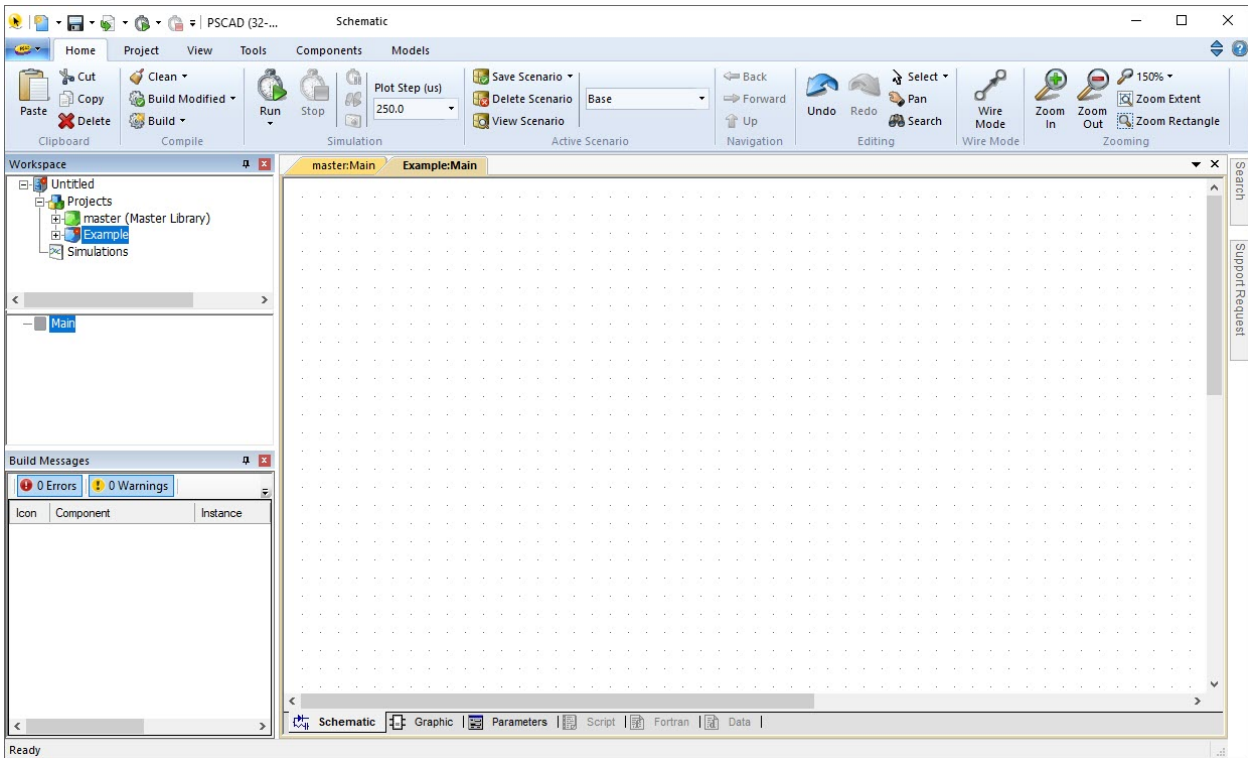 PSCAD (32-... Schematic
Home Project View Tools Components Models
Paste Cut Copy Delete
Clipboard
Clean Build Modified Build
Compile
Run Stop Plot Step (us) 250.0
Simulation
Save Scenario Delete Scenario View Scenario Base
Active Scenario
Back Forward Up
Navigation
Undo Redo Select Pan Search
Editing
Wire Mode
Wire Mode
Zoom In Zoom Out 150% Zoom Extent Zoom Rectangle
Zooming
Workspace
Untitled
Projects
master (Master Library)
Example
Simulations
Main
Build Messages
0 Errors 0 Warnings
Icon Component Instance
master:Main Example:Main
Schematic Graphic Parameters Script Fortran Data
Search
Support Request
Ready